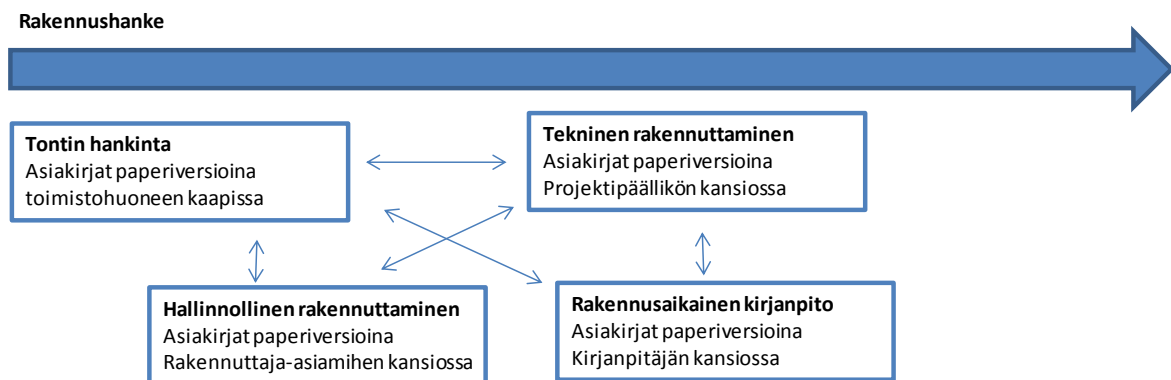 Rakennushanke
Tontin hankinta
Asiakirjat paperiversioina
toimistohuoneen kaapissa
Tekninen rakennuttaminen
Asiakirjat paperiversioina
Projektipäällikön kansiossa
Hallinnollinen rakennuttaminen
Asiakirjat paperiversioina
Rakennuttaja-asiamihen kansiossa
Rakennusaikainen kirjanpito
Asiakirjat paperiversioina
Kirjanpitäjän kansiossa